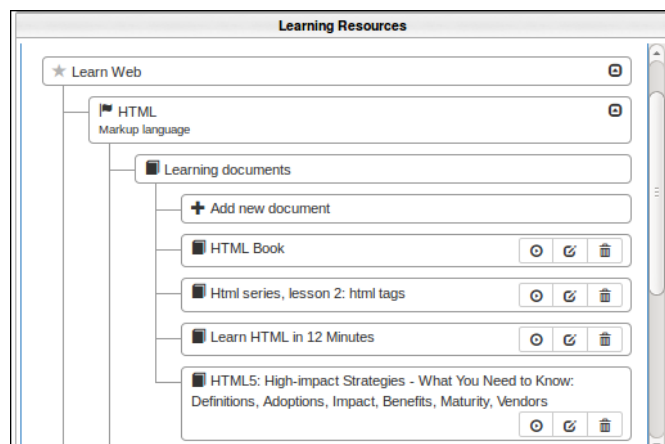 Learning Resources
Learn Web
HTML
Markup language
Learning documents
Add new document
HTML Book
Html series, lesson 2: html tags
Learn HTML in 12 Minutes
HTML5: High-impact Strategies - What You Need to Know:
Definitions, Adoptions, Impact, Benefits, Maturity, Vendors